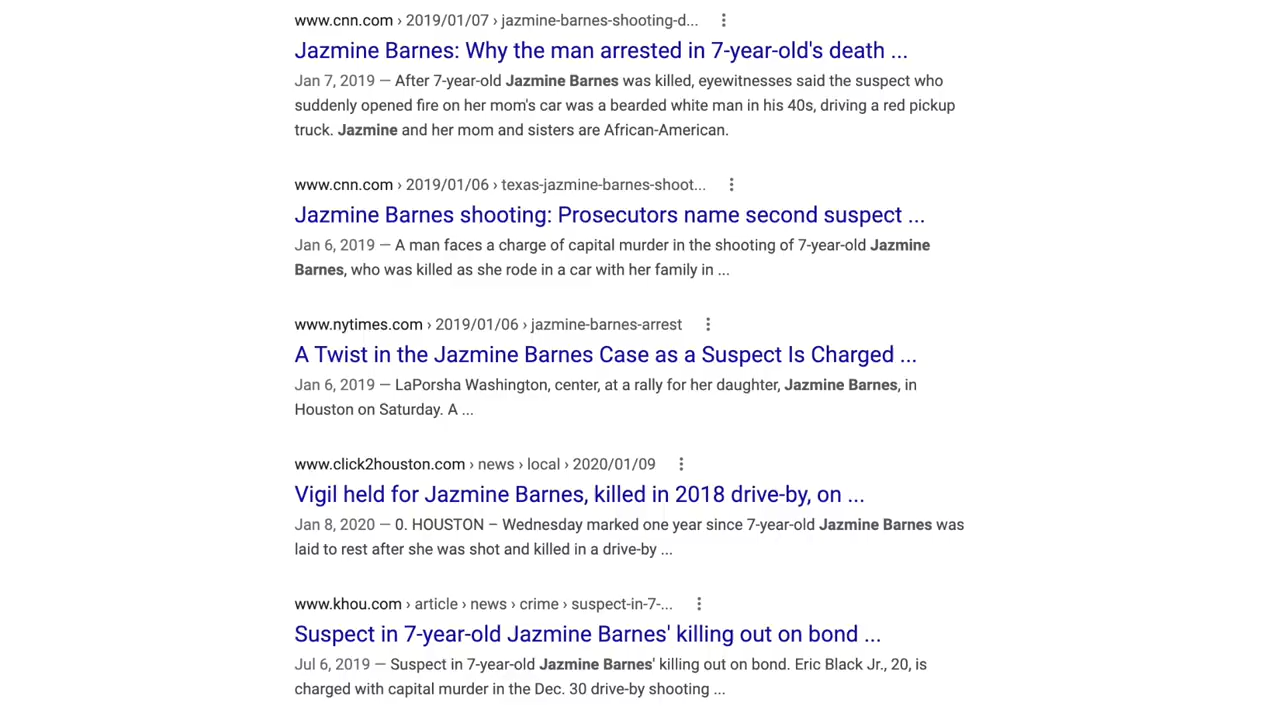 www.cnn.com › 2019/01/07 › jazmine-barnes-shooting-d...
Jazmine Barnes: Why the man arrested in 7-year-old's death ...
Jan 7, 2019 — After 7-year-old Jazmine Barnes was killed, eyewitnesses said the suspect who
suddenly opened fire on her mom's car was a bearded white man in his 40s, driving a red pickup
truck. Jazmine and her mom and sisters are African-American.
www.cnn.com › 2019/01/06 › texas-jazmine-barnes-shoot...
Jazmine Barnes shooting: Prosecutors name second suspect ...
Jan 6, 2019 — A man faces a charge of capital murder in the shooting of 7-year-old Jazmine
Barnes, who was killed as she rode in a car with her family in ...
www.nytimes.com › 2019/01/06 › jazmine-barnes-arrest
A Twist in the Jazmine Barnes Case as a Suspect Is Charged ...
Jan 6, 2019 — LaPorsha Washington, center, at a rally for her daughter, Jazmine Barnes, in
Houston on Saturday. A ...
www.click2houston.com › news › local › 2020/01/09
Vigil held for Jazmine Barnes, killed in 2018 drive-by, on ...
Jan 8, 2020 — 0. HOUSTON – Wednesday marked one year since 7-year-old Jazmine Barnes was
laid to rest after she was shot and killed in a drive-by ...
www.khou.com › article › news › crime › suspect-in-7-...
Suspect in 7-year-old Jazmine Barnes' killing out on bond ...
Jul 6, 2019 — Suspect in 7-year-old Jazmine Barnes' killing out on bond. Eric Black Jr., 20, is
charged with capital murder in the Dec. 30 drive-by shooting ...